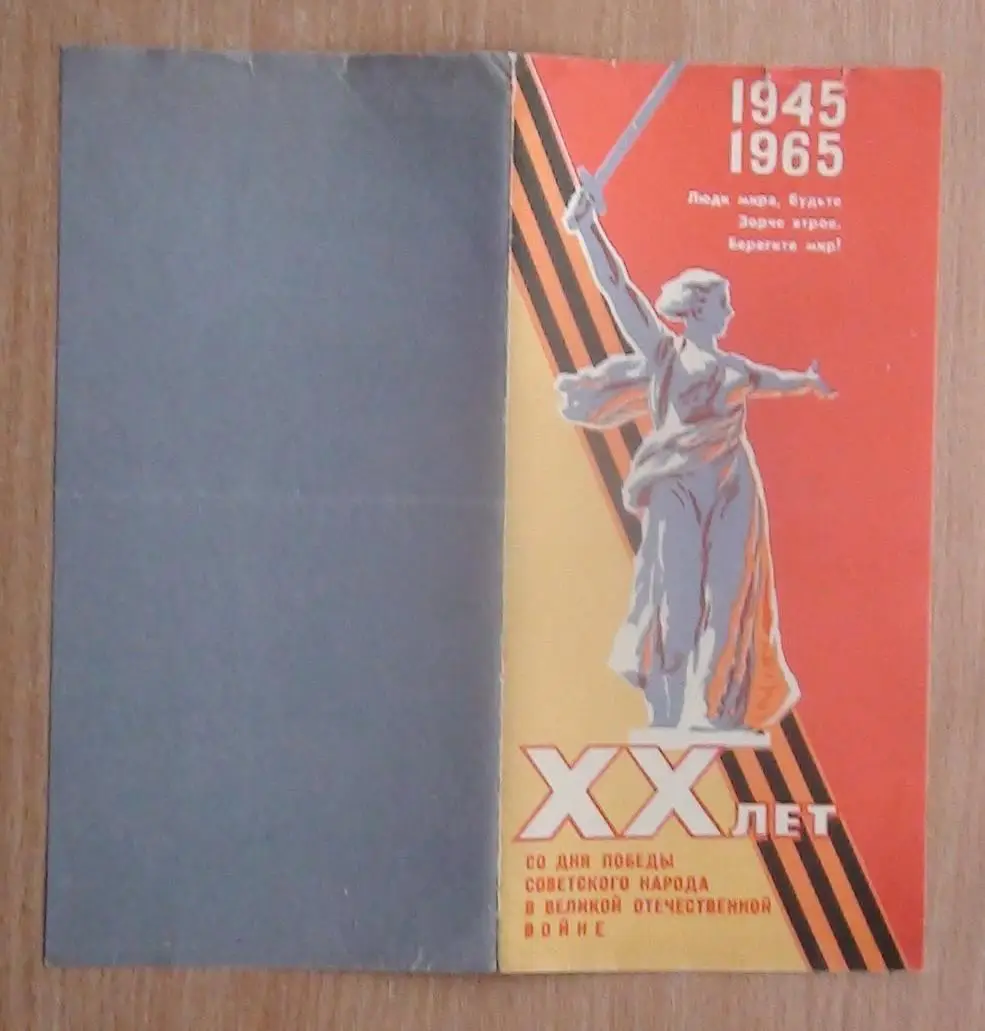 1945
1965
Люди мира, будьте
Зорче втрое.
Берегите мир!
XX ЛЕТ
СО ДНЯ ПОБЕДЫ
СОВЕТСКОГО НАРОДА
В ВЕЛИКОЙ ОТЕЧЕСТВЕННОЙ
ВОЙНЕ